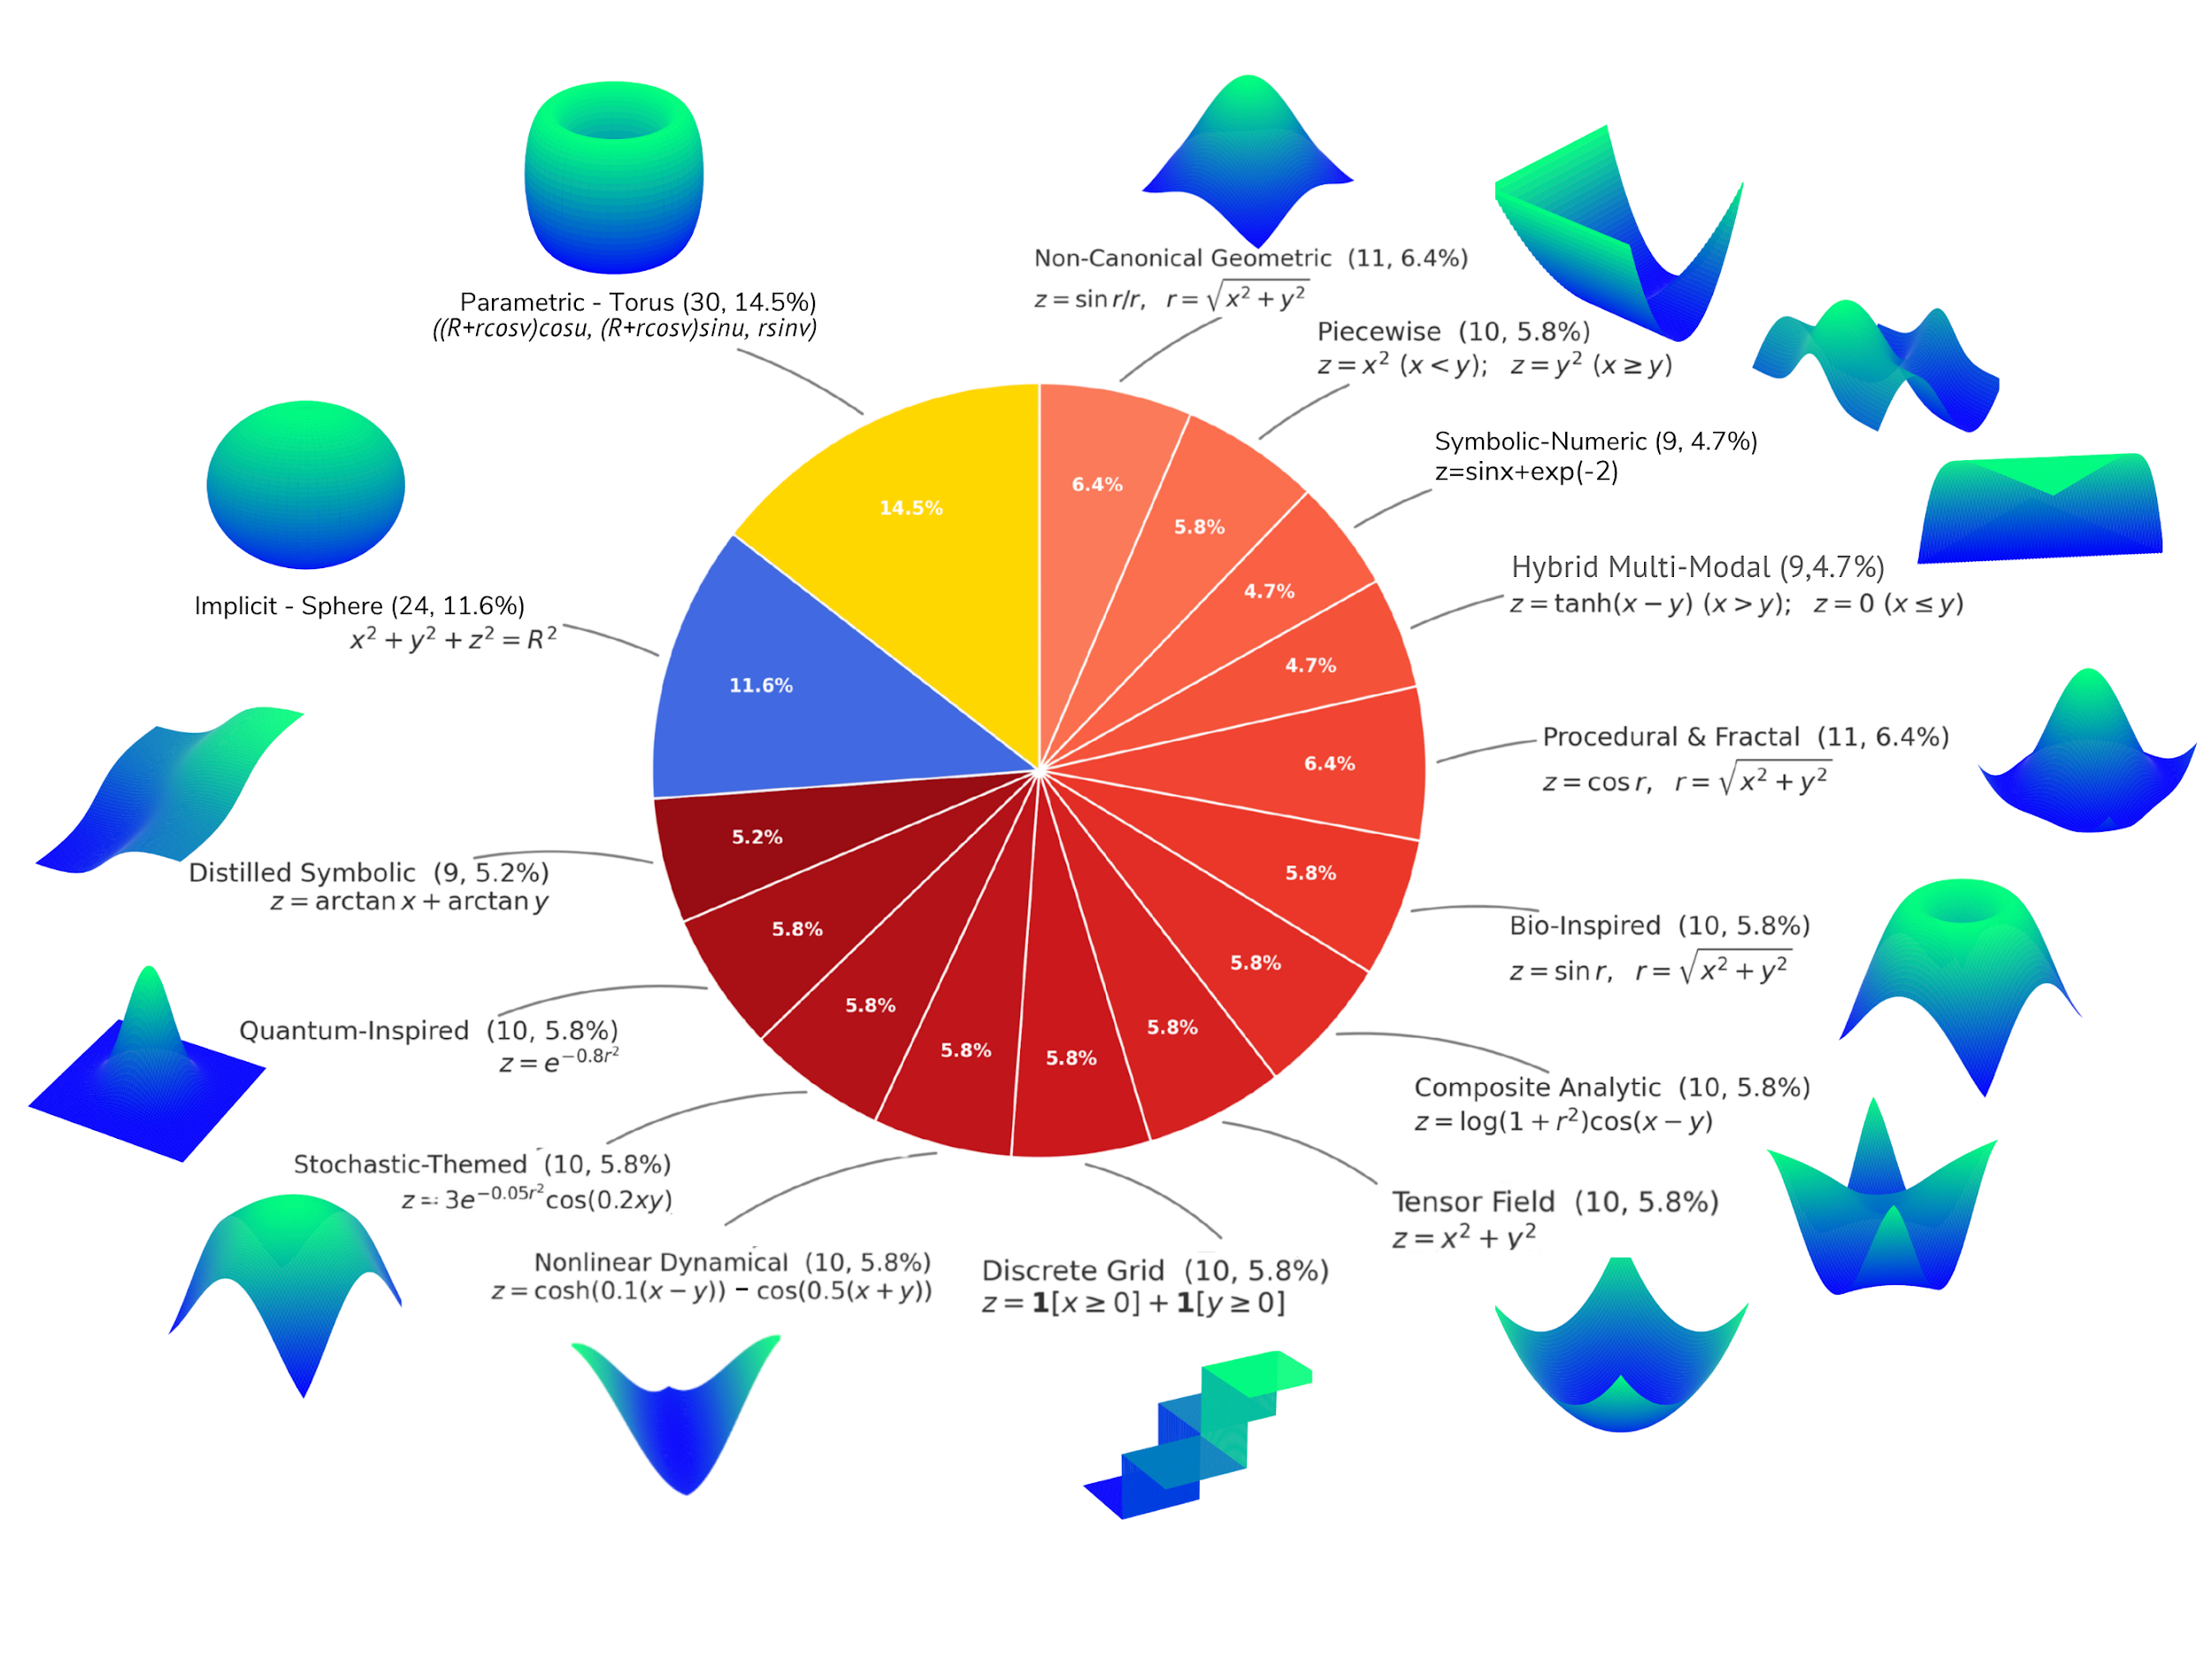 Non-Canonical Geometric (11, 6.4%)
z = sin r/r, r = √(x² + y²)
Parametric - Torus (30, 14.5%)
((R+rcosv)cosu, (R+rcosv)sinu, rsinv)
Piecewise (10, 5.8%)
z = x² (x < y); z = y² (x ≥ y)
Symbolic-Numeric (9, 4.7%)
z=sinx+exp(-2)
Hybrid Multi-Modal (9,4.7%)
z = tanh(x − y) (x > y); z = 0 (x ≤ y)
Implicit - Sphere (24, 11.6%)
x² + y² + z² = R²
Procedural & Fractal (11, 6.4%)
z = cos r, r = √(x² + y²)
Distilled Symbolic (9, 5.2%)
z = arctan x + arctan y
Bio-Inspired (10, 5.8%)
z = sin r, r = √(x² + y²)
Quantum-Inspired (10, 5.8%)
z = e^{−0.8r²}
Composite Analytic (10, 5.8%)
z = log(1 + r²)cos(x − y)
Stochastic-Themed (10, 5.8%)
z = 3e^{−0.05r²}cos(0.2xy)
Tensor Field (10, 5.8%)
z = x² + y²
Nonlinear Dynamical (10, 5.8%)
z = cosh(0.1(x − y)) − cos(0.5(x + y))
Discrete Grid (10, 5.8%)
z = 1[x ≥ 0] + 1[y ≥ 0]
14.5%
6.4%
5.8%
4.7%
4.7%
6.4%
5.8%
5.8%
5.8%
5.8%
5.8%
5.8%
5.8%
5.2%
11.6%